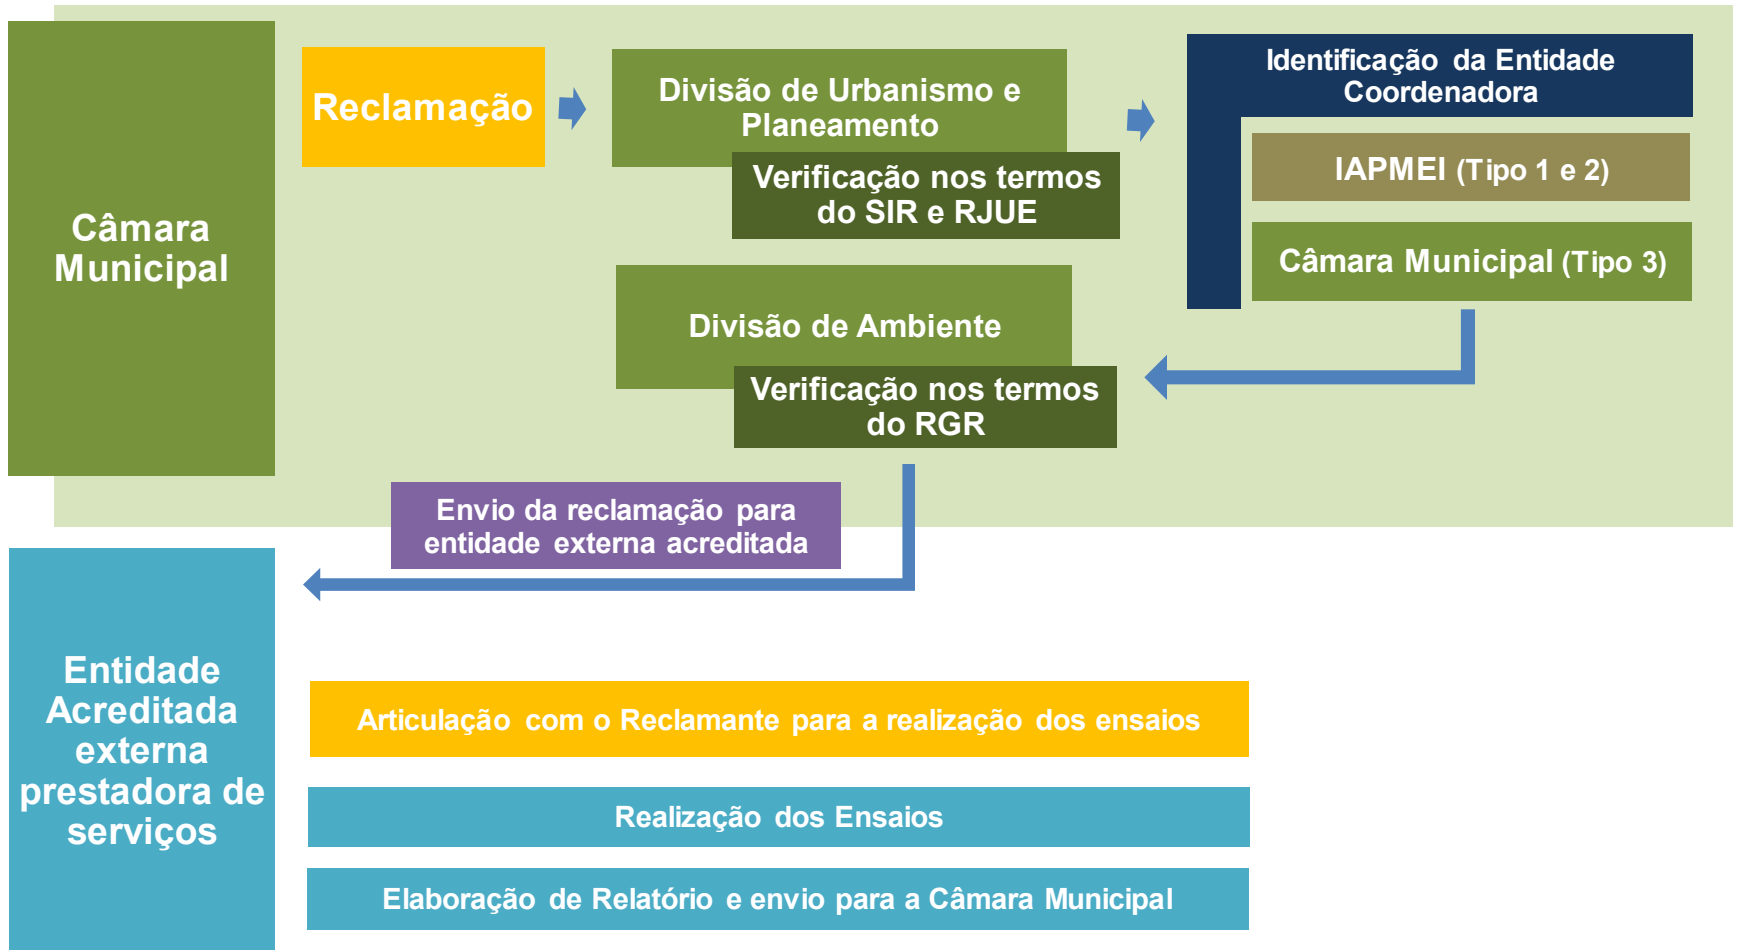 Câmara
Municipal
Reclamação
Divisão de Urbanismo e
Planeamento
Verificação nos termos
do SIR e RJUE
Identificação da Entidade
Coordenadora
IAPMEI (Tipo 1 e 2)
Câmara Municipal (Tipo 3)
Divisão de Ambiente
Verificação nos termos
do RGR
Envio da reclamação para
entidade externa acreditada
Entidade
Acreditada
externa
prestadora de
serviços
Articulação com o Reclamante para a realização dos ensaios
Realização dos Ensaios
Elaboração de Relatório e envio para a Câmara Municipal